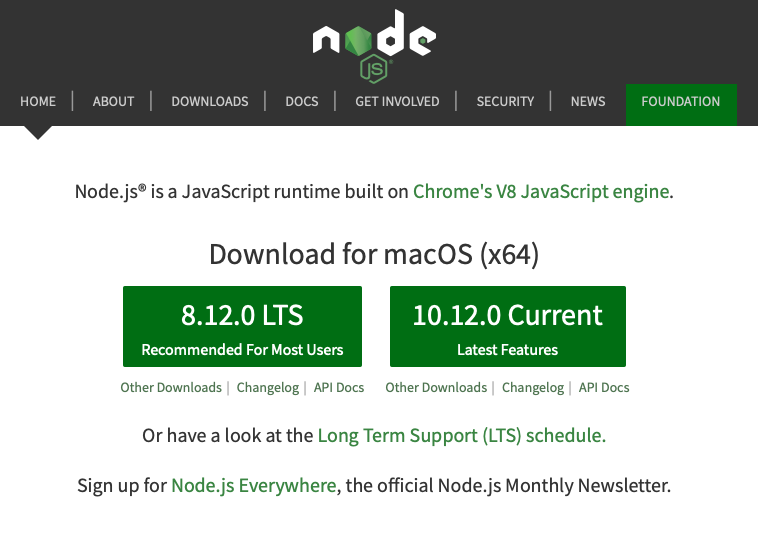 node
JS®
HOME | ABOUT | DOWNLOADS | DOCS | GET INVOLVED | SECURITY | NEWS FOUNDATION
Node.js® is a JavaScript runtime built on Chrome's V8 JavaScript engine.
Download for macOS (x64)
8.12.0 LTS
Recommended For Most Users
10.12.0 Current
Latest Features
Other Downloads | Changelog | API Docs
Other Downloads | Changelog | API Docs
Or have a look at the Long Term Support (LTS) schedule.
Sign up for Node.js Everywhere, the official Node.js Monthly Newsletter.